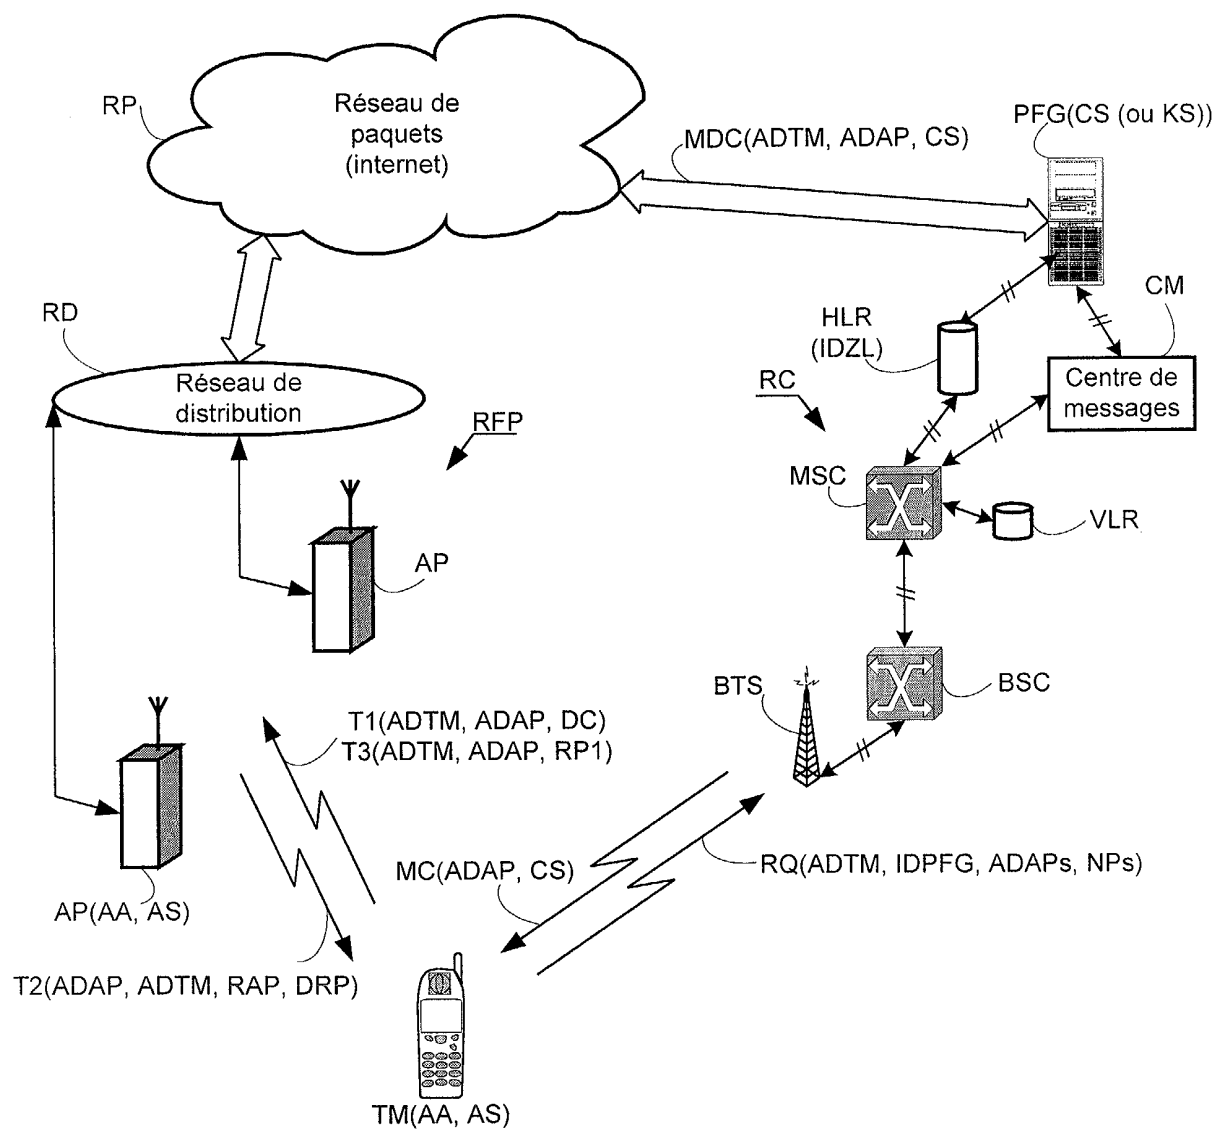 RP
Réseau de
paquets
(internet)
PFG(CS (ou KS))
MDC(ADTM, ADAP, CS)
RD
HLR
(IDZL)
CM
Réseau de
distribution
RC
Centre de
messages
RFP
MSC
VLR
AP
BTS
BSC
T1(ADTM, ADAP, DC)
T3(ADTM, ADAP, RP1)
MC(ADAP, CS)
RQ(ADTM, IDPFG, ADAPs, NPs)
AP(AA, AS)
T2(ADAP, ADTM, RAP, DRP)
TM(AA, AS)